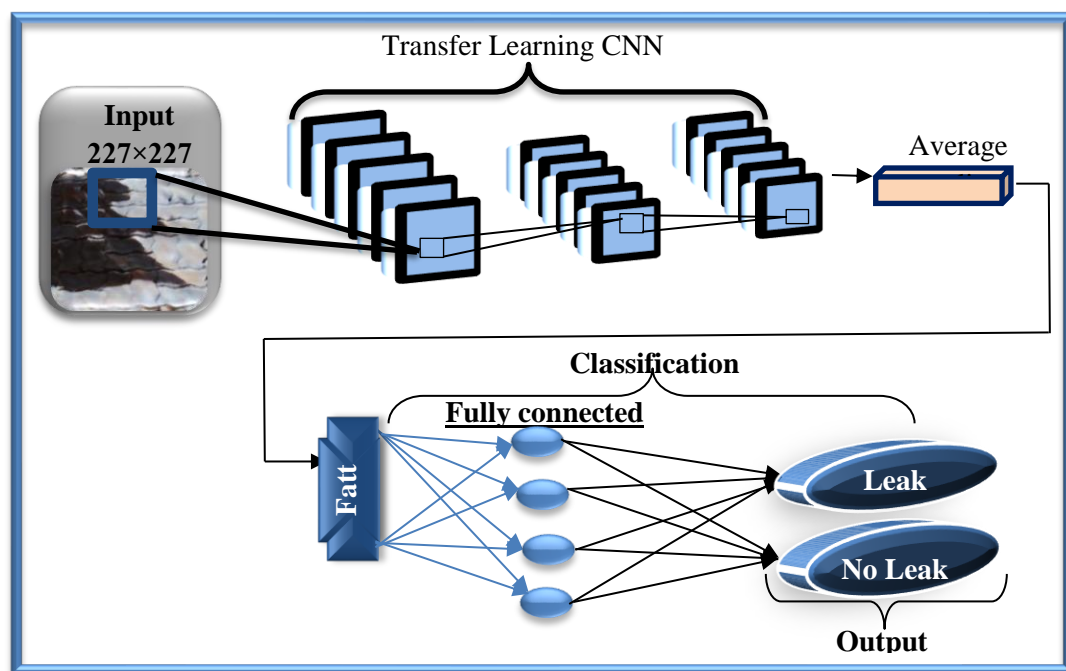 Transfer Learning CNN
Input
227×227
Average
Classification
Fully connected
Fatt
Leak
No Leak
Output